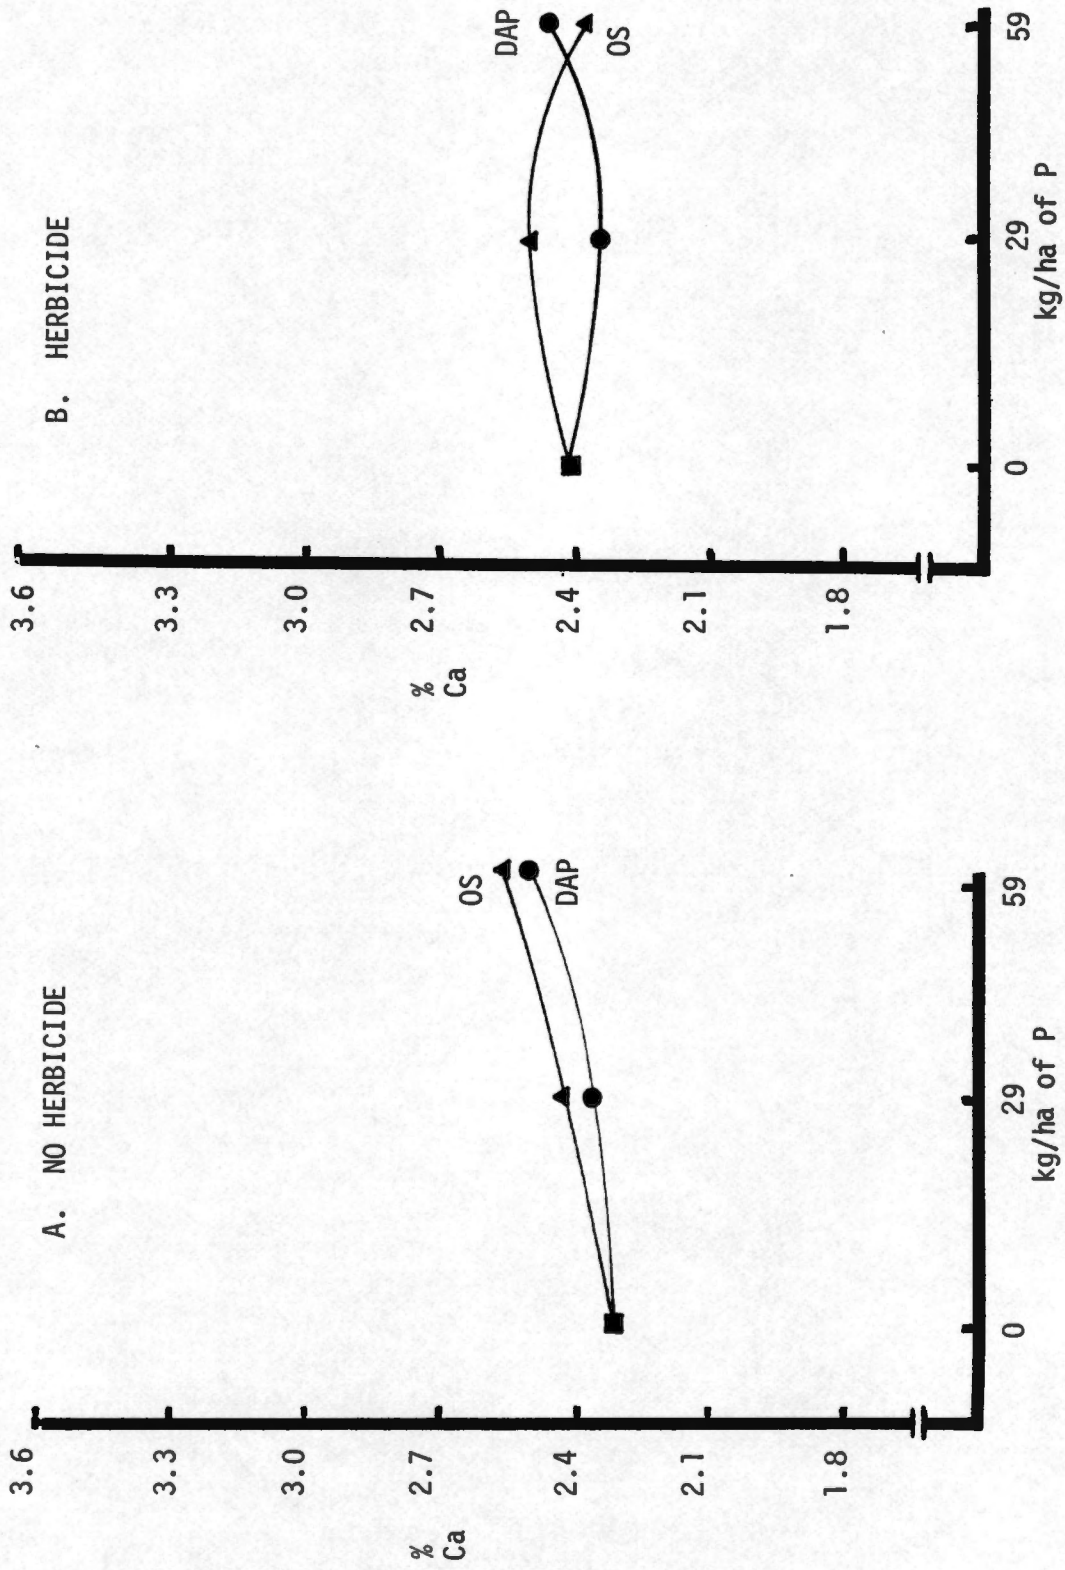 A. NO HERBICIDE
3.6
3.3
3.0
2.7
2.4
2.1
1.8
%
Ca
OS
DAP
0
29
59
kg/ha of P
B. HERBICIDE
3.6
3.3
3.0
2.7
2.4
2.1
1.8
%
Ca
DAP
OS
0
29
59
kg/ha of P